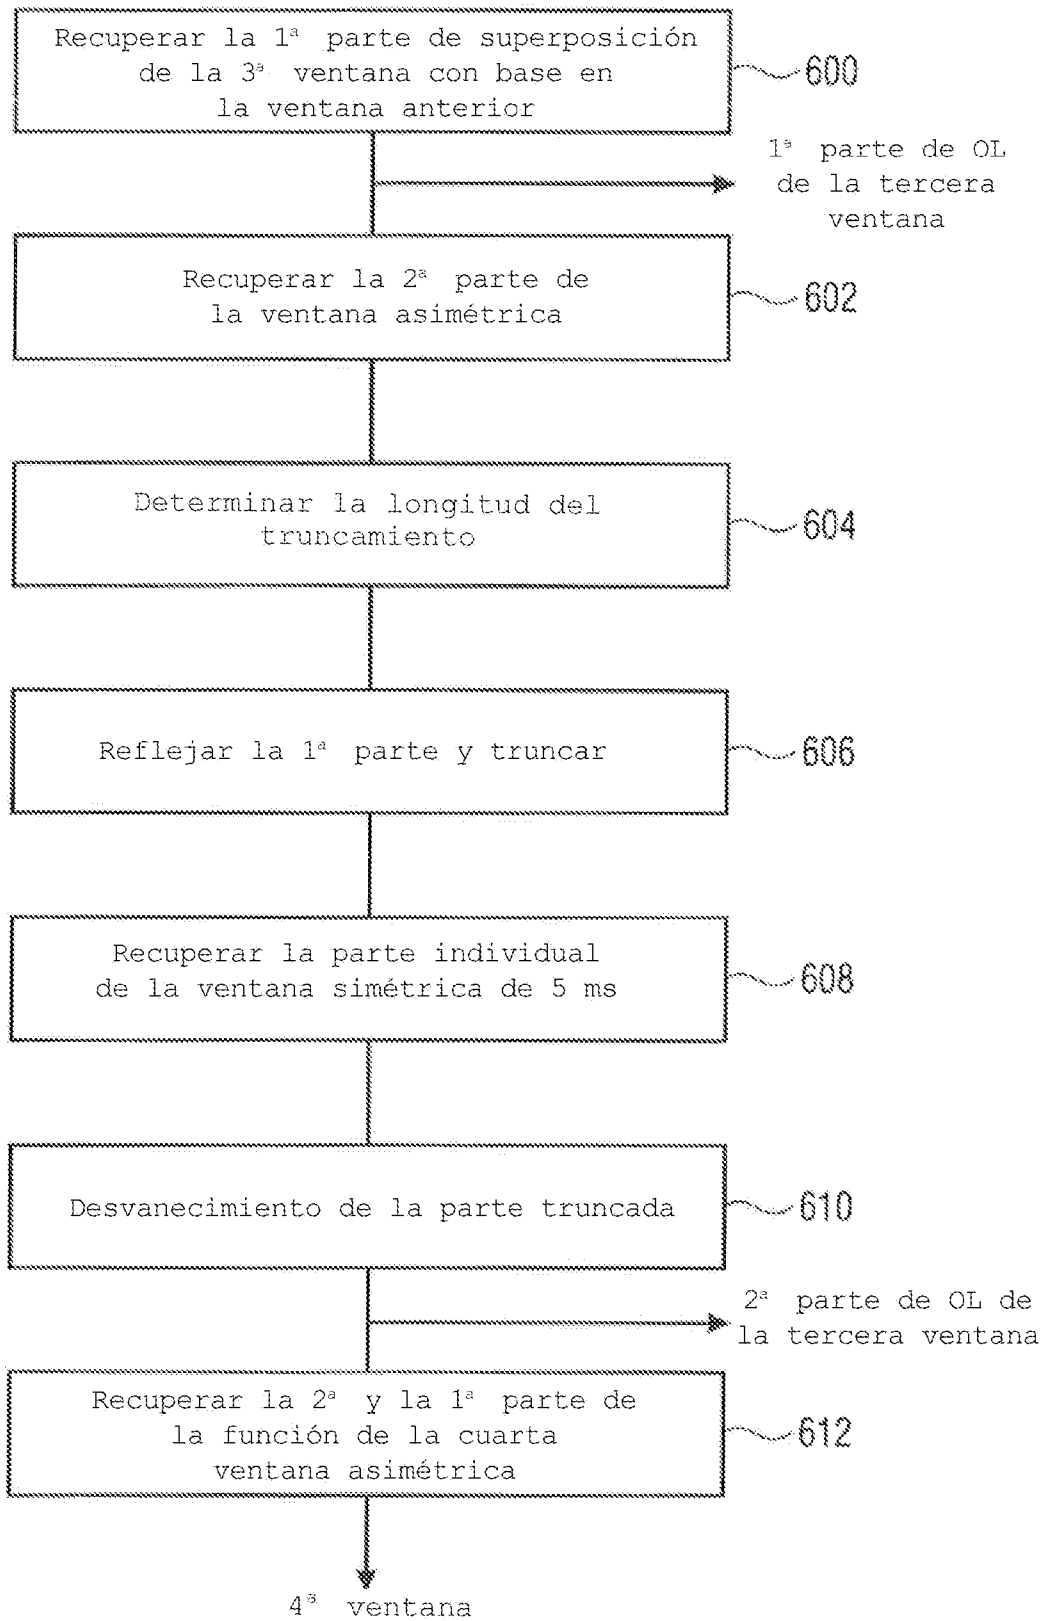 Recuperar la 1ª parte de superposición
de la 3ª ventana con base en
la ventana anterior
600
1ª parte de OL
de la tercera
ventana
Recuperar la 2ª parte de
la ventana asimétrica
602
Determinar la longitud del
truncamiento
604
Reflejar la 1ª parte y truncar
606
Recuperar la parte individual
de la ventana simétrica de 5 ms
608
Desvanecimiento de la parte truncada
610
2ª parte de OL de
la tercera ventana
Recuperar la 2ª y la 1ª parte de
la función de la cuarta
ventana asimétrica
612
4ª ventana